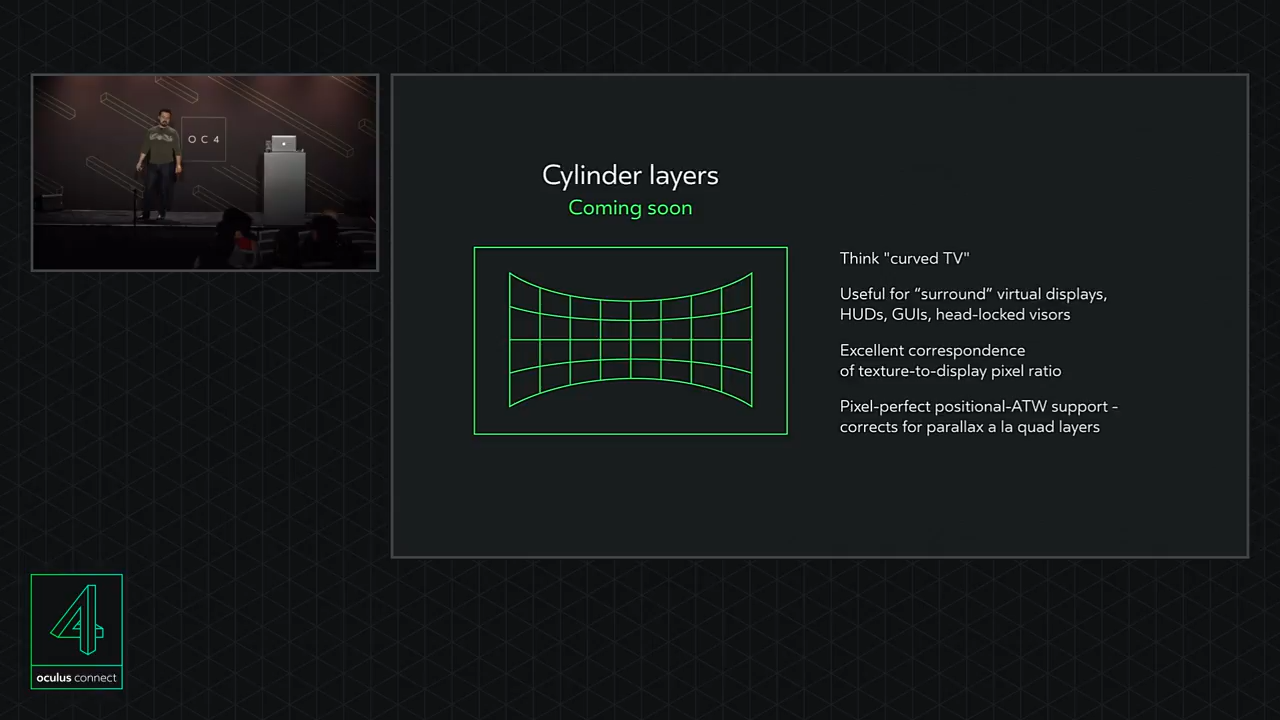 OC4
Cylinder layers
Coming soon
Think "curved TV"
Useful for “surround” virtual displays,
HUDs, GUIs, head-locked visors
Excellent correspondence
of texture-to-display pixel ratio
Pixel-perfect positional-ATW support -
corrects for parallax a la quad layers
4
oculus connect